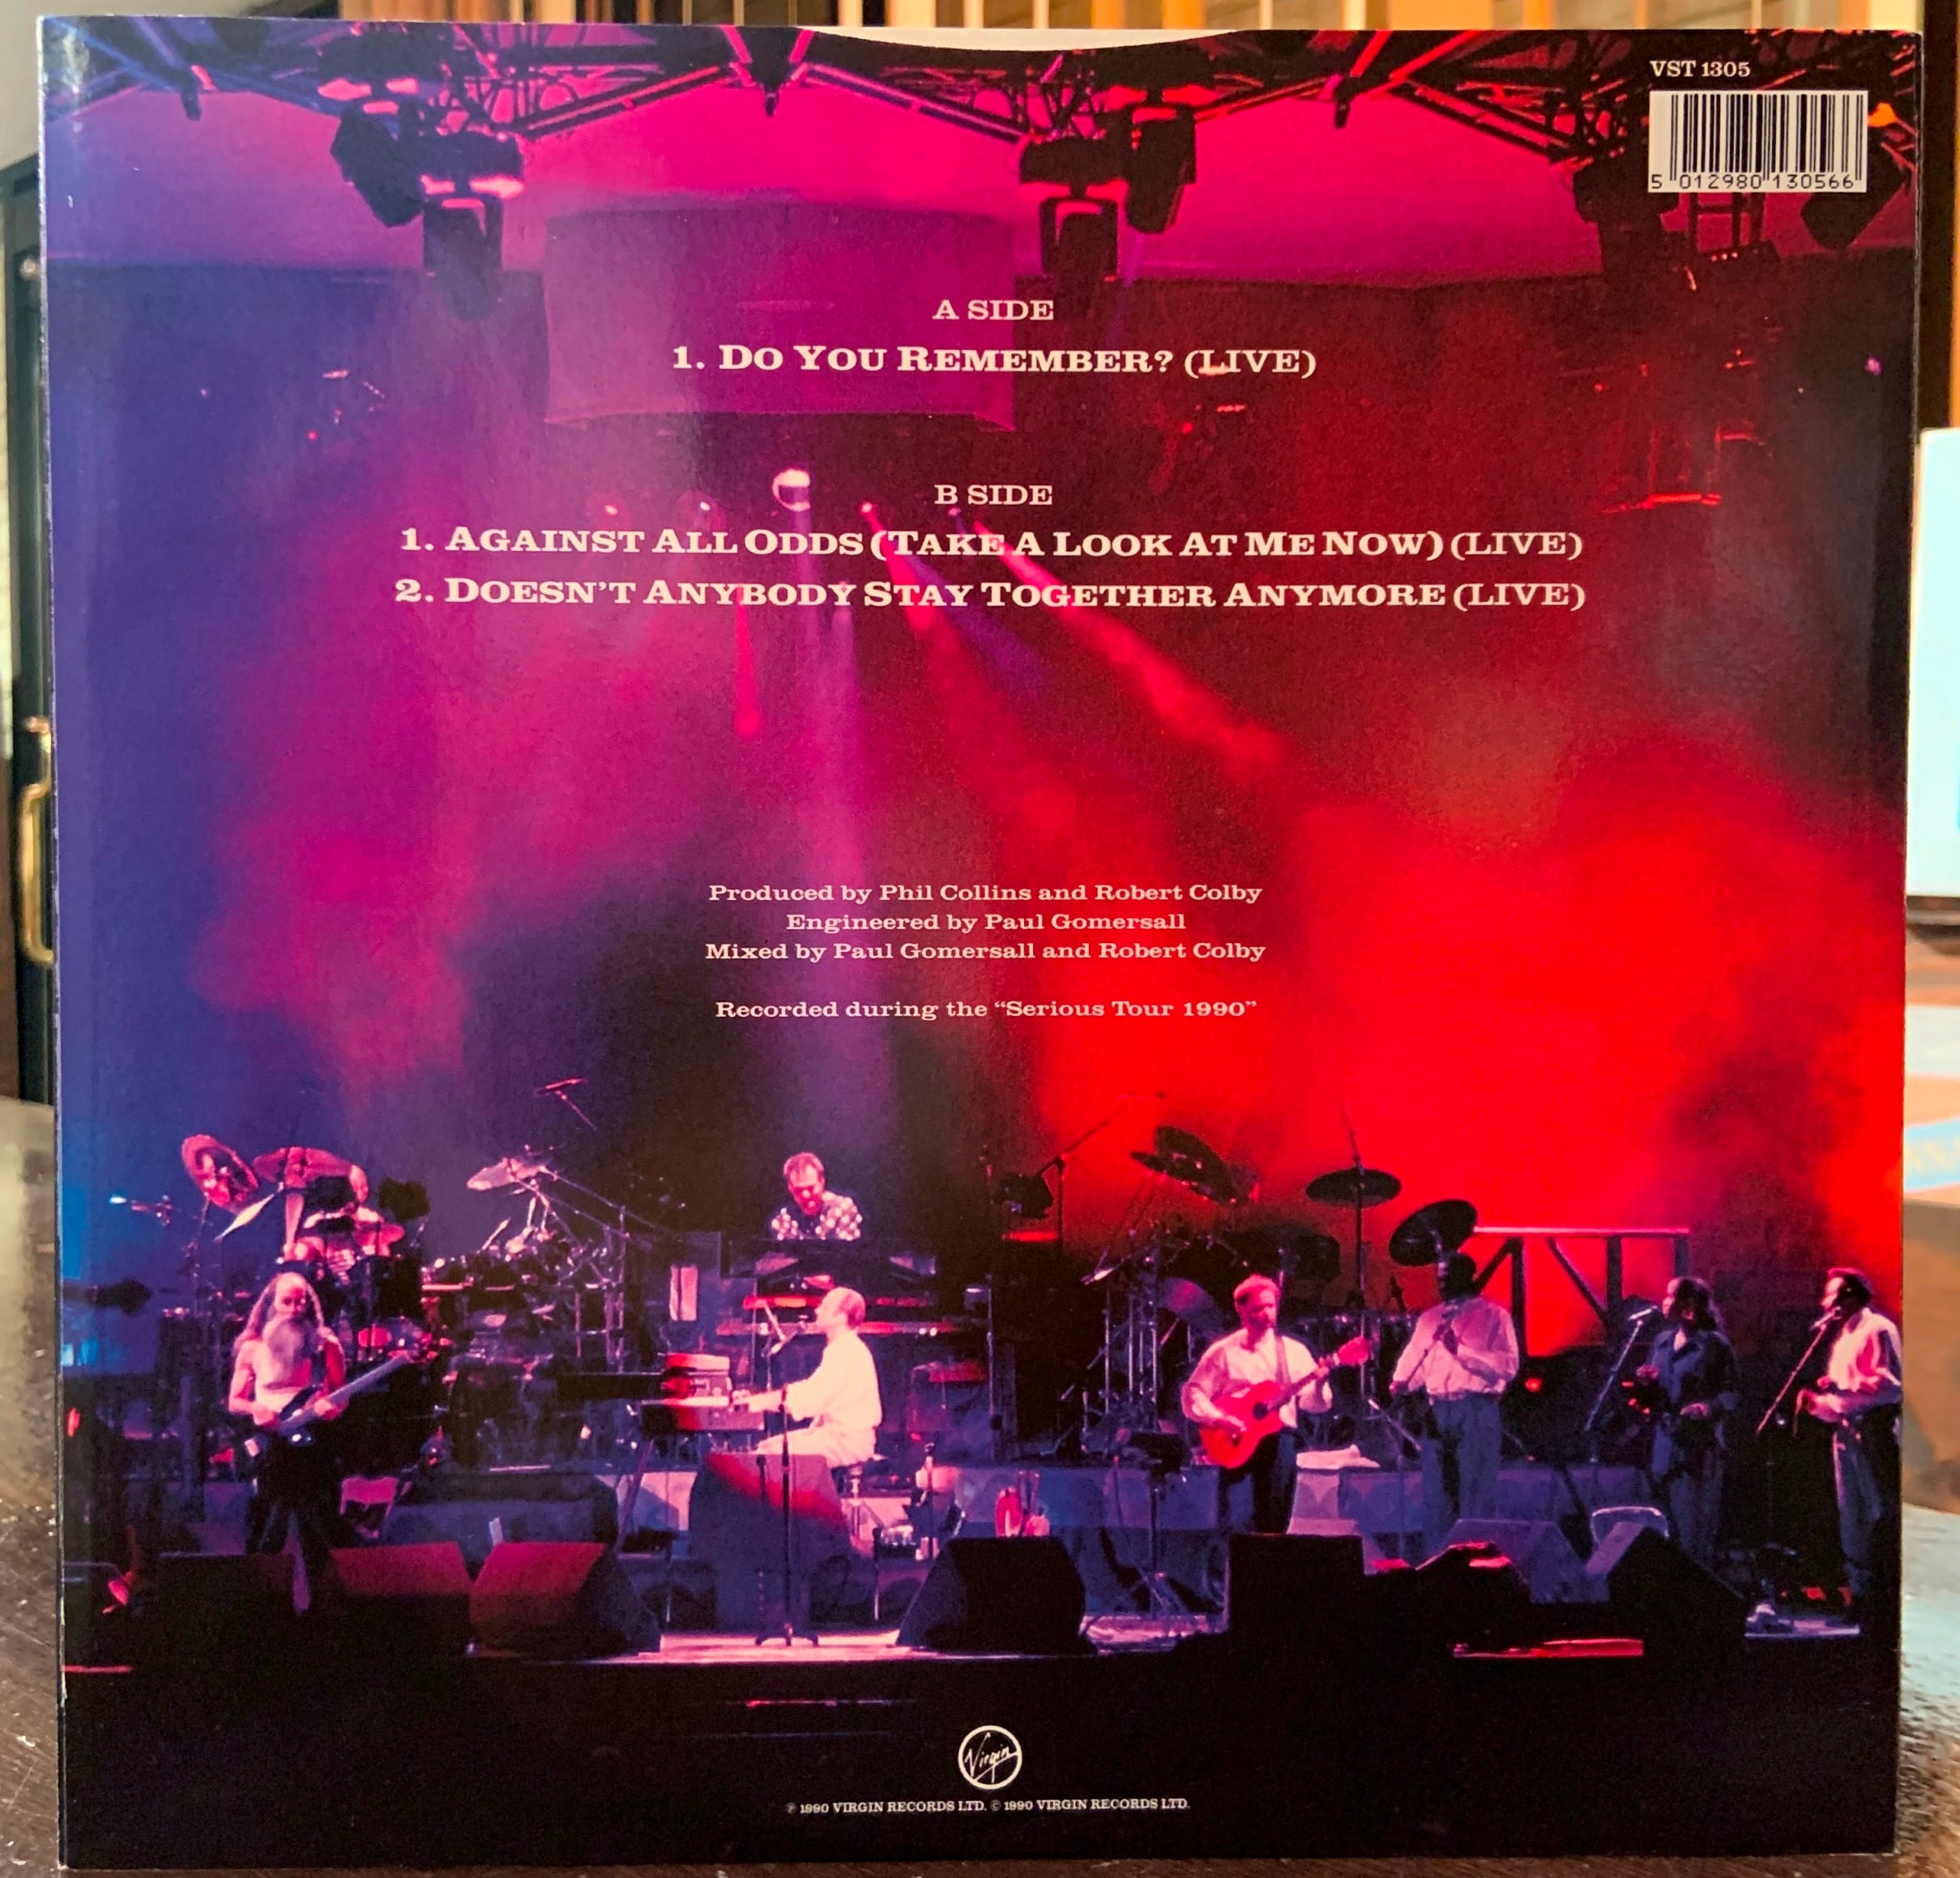 VST 1305
5 012980 130566
A SIDE
1. DO YOU REMEMBER? (LIVE)
B SIDE
1. AGAINST ALL ODDS (TAKE A LOOK AT ME NOW) (LIVE)
2. DOESN'T ANYBODY STAY TOGETHER ANYMORE (LIVE)
Produced by Phil Collins and Robert Colby
Engineered by Paul Gomersall
Mixed by Paul Gomersall and Robert Colby
Recorded during the “Serious Tour 1990”
Virgin
℗ 1990 VIRGIN RECORDS LTD. © 1990 VIRGIN RECORDS LTD.